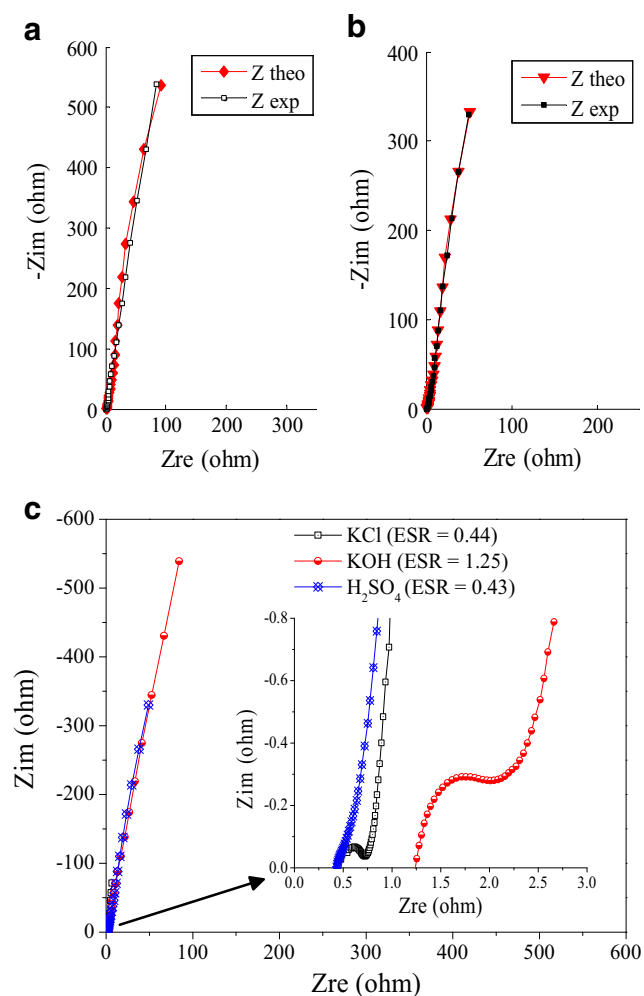 a
600
500
400
300
200
100
0
0
100
200
300
-Zim (ohm)
Zre (ohm)
Z theo
Z exp
b
400
300
200
100
0
0
100
200
-Zim (ohm)
Zre (ohm)
Z theo
Z exp
c
-600
-500
-400
-300
-200
-100
0
0
100
200
300
400
500
600
Zim (ohm)
Zre (ohm)
KCl (ESR = 0.44)
KOH (ESR = 1.25)
H₂SO₄ (ESR = 0.43)
-0.8
-0.6
-0.4
-0.2
0.0
0.0
0.5
1.0
1.5
2.0
2.5
3.0
Zim (ohm)
Zre (ohm)